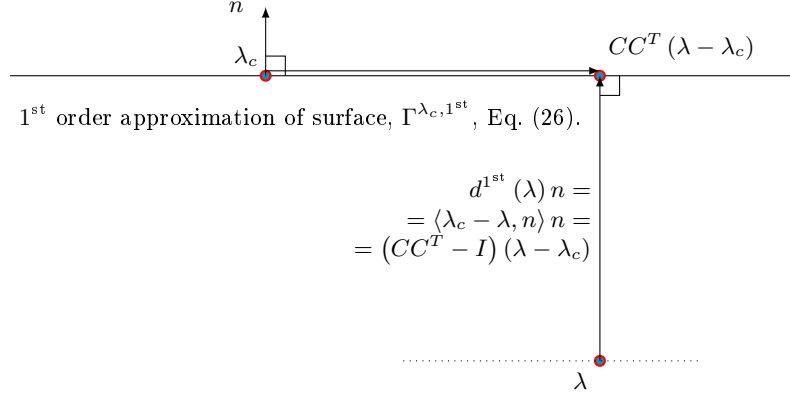 n
λ_c
CC^T (λ − λ_c)
1^st order approximation of surface, Γ^{λ_c,1^st}, Eq. (26).
d^{1^st} (λ) n =
= ⟨λ_c − λ, n⟩ n =
= (CC^T − I) (λ − λ_c)
λ